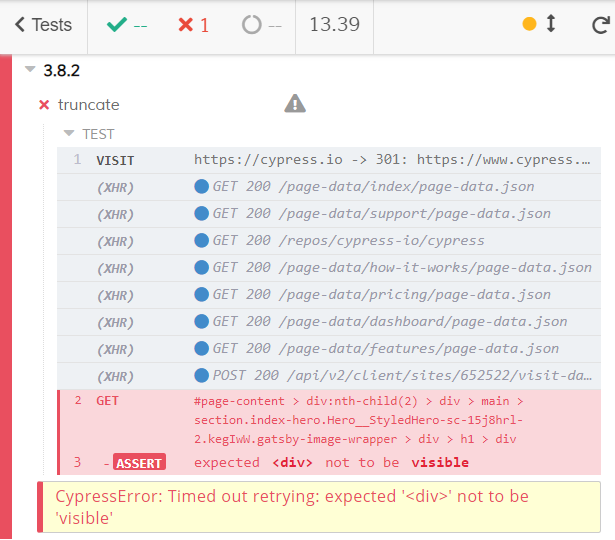 Tests -- 1 -- 13.39
3.8.2
truncate
TEST
1 VISIT https://cypress.io -> 301: https://www.cypress.…
(XHR) GET 200 /page-data/index/page-data.json
(XHR) GET 200 /page-data/support/page-data.json
(XHR) GET 200 /repos/cypress-io/cypress
(XHR) GET 200 /page-data/how-it-works/page-data.json
(XHR) GET 200 /page-data/pricing/page-data.json
(XHR) GET 200 /page-data/dashboard/page-data.json
(XHR) GET 200 /page-data/features/page-data.json
(XHR) POST 200 /api/v2/client/sites/652522/visit-da…
2 GET #page-content > div:nth-child(2) > div > main >
section.index-hero.Hero__StyledHero-sc-15j8hrl-
2.kegIwW.gatsby-image-wrapper > div > h1 > div
3 - ASSERT expected <div> not to be visible
CypressError: Timed out retrying: expected '<div>' not to be
'visible'